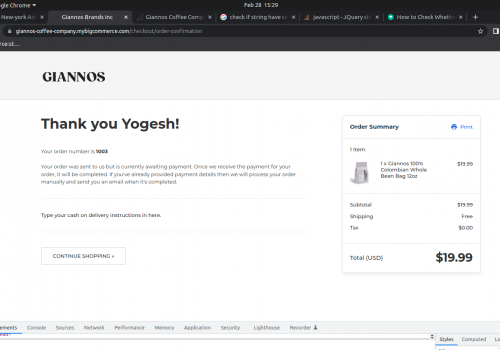 gle Chrome
Feb 28 15:29
New-york Ad
Giannos Brands Inc
Giannos Coffee Comp
check if string have s
javascript - JQuery s
How to Check Wheth
giannos-coffee-company.mybigcommerce.com/checkout/order-confirmation
GIANNOS
Thank you Yogesh!
Your order number is 1003
Your order was sent to us but is currently awaiting payment. Once we receive the payment for your
order, it will be completed. If you've already provided payment details then we will process your order
manually and send you an email when it's completed.
Type your cash on delivery instructions in here.
CONTINUE SHOPPING »
Order Summary
Print
1 Item
1 x Giannos 100% $19.99
Colombian Whole
Bean Bag 12oz
Subtotal $19.99
Shipping Free
Tax $0.00
Total (USD) $19.99
ements Console Sources Network Performance Memory Application Security Lighthouse Recorder
Styles Computed La